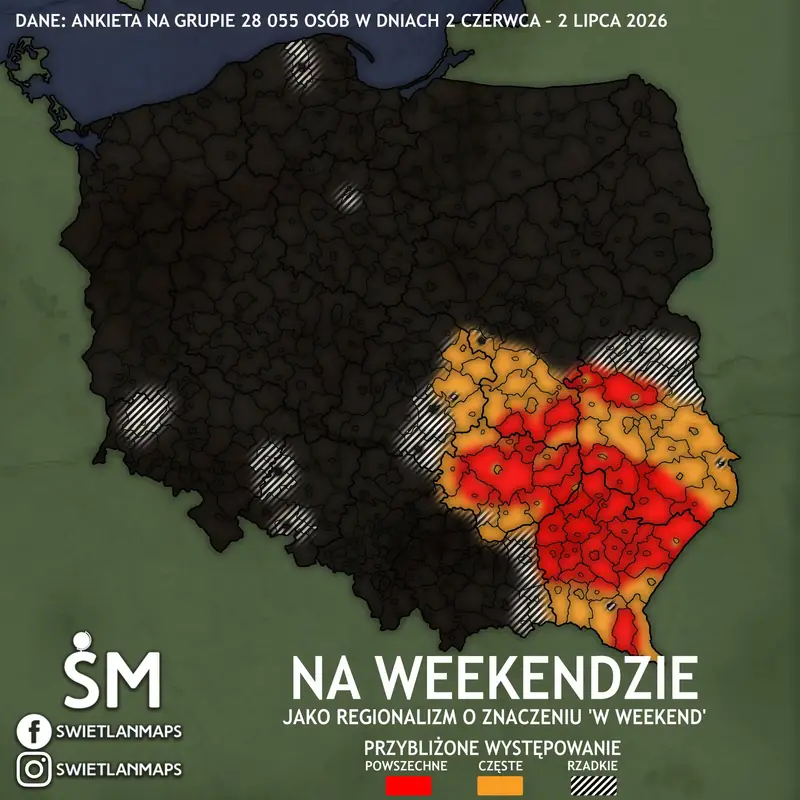 DANE: ANKIETA NA GRUPIE 28 055 OSÓB W DNIACH 2 CZERWCA - 2 LIPCA 2026
ŚM
SWIETLANMAPS
SWIETLANMAPS
NA WEEKENDZIE
JAKO REGIONALIZM O ZNACZENIU 'W WEEKEND'
PRZYBLIŻONE WYSTĘPOWANIE
POWSZECHNE CZĘSTE RZADKIE